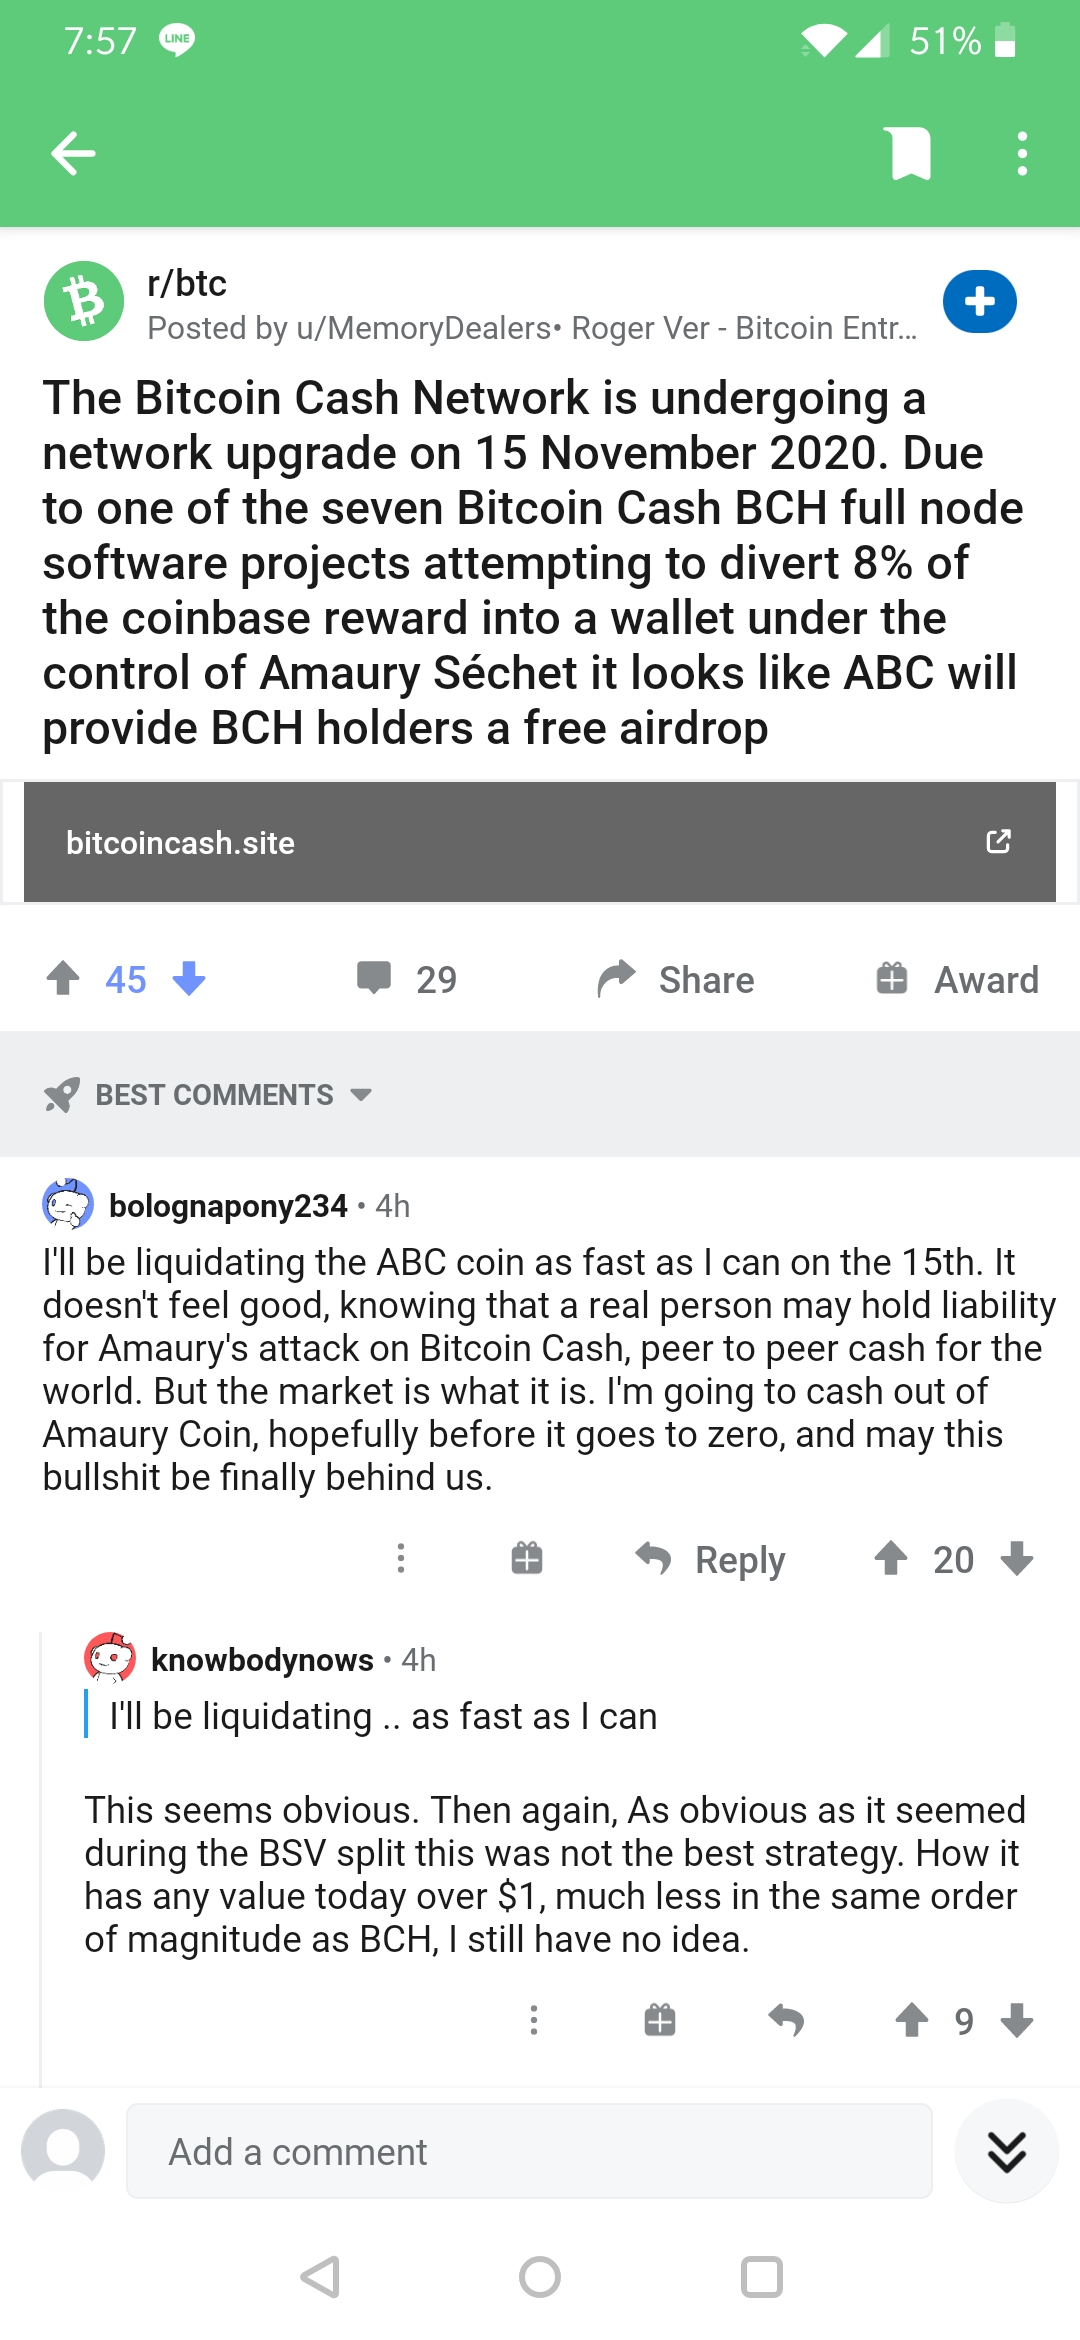 7:57 LINE 51%
r/btc
Posted by u/MemoryDealers• Roger Ver - Bitcoin Entr...
The Bitcoin Cash Network is undergoing a
network upgrade on 15 November 2020. Due
to one of the seven Bitcoin Cash BCH full node
software projects attempting to divert 8% of
the coinbase reward into a wallet under the
control of Amaury Séchet it looks like ABC will
provide BCH holders a free airdrop
bitcoincash.site
45 29 Share Award
BEST COMMENTS
bolognapony234 • 4h
I'll be liquidating the ABC coin as fast as I can on the 15th. It
doesn't feel good, knowing that a real person may hold liability
for Amaury's attack on Bitcoin Cash, peer to peer cash for the
world. But the market is what it is. I'm going to cash out of
Amaury Coin, hopefully before it goes to zero, and may this
bullshit be finally behind us.
Reply 20
knowbodynows • 4h
I'll be liquidating .. as fast as I can
This seems obvious. Then again, As obvious as it seemed
during the BSV split this was not the best strategy. How it
has any value today over $1, much less in the same order
of magnitude as BCH, I still have no idea.
9
Add a comment